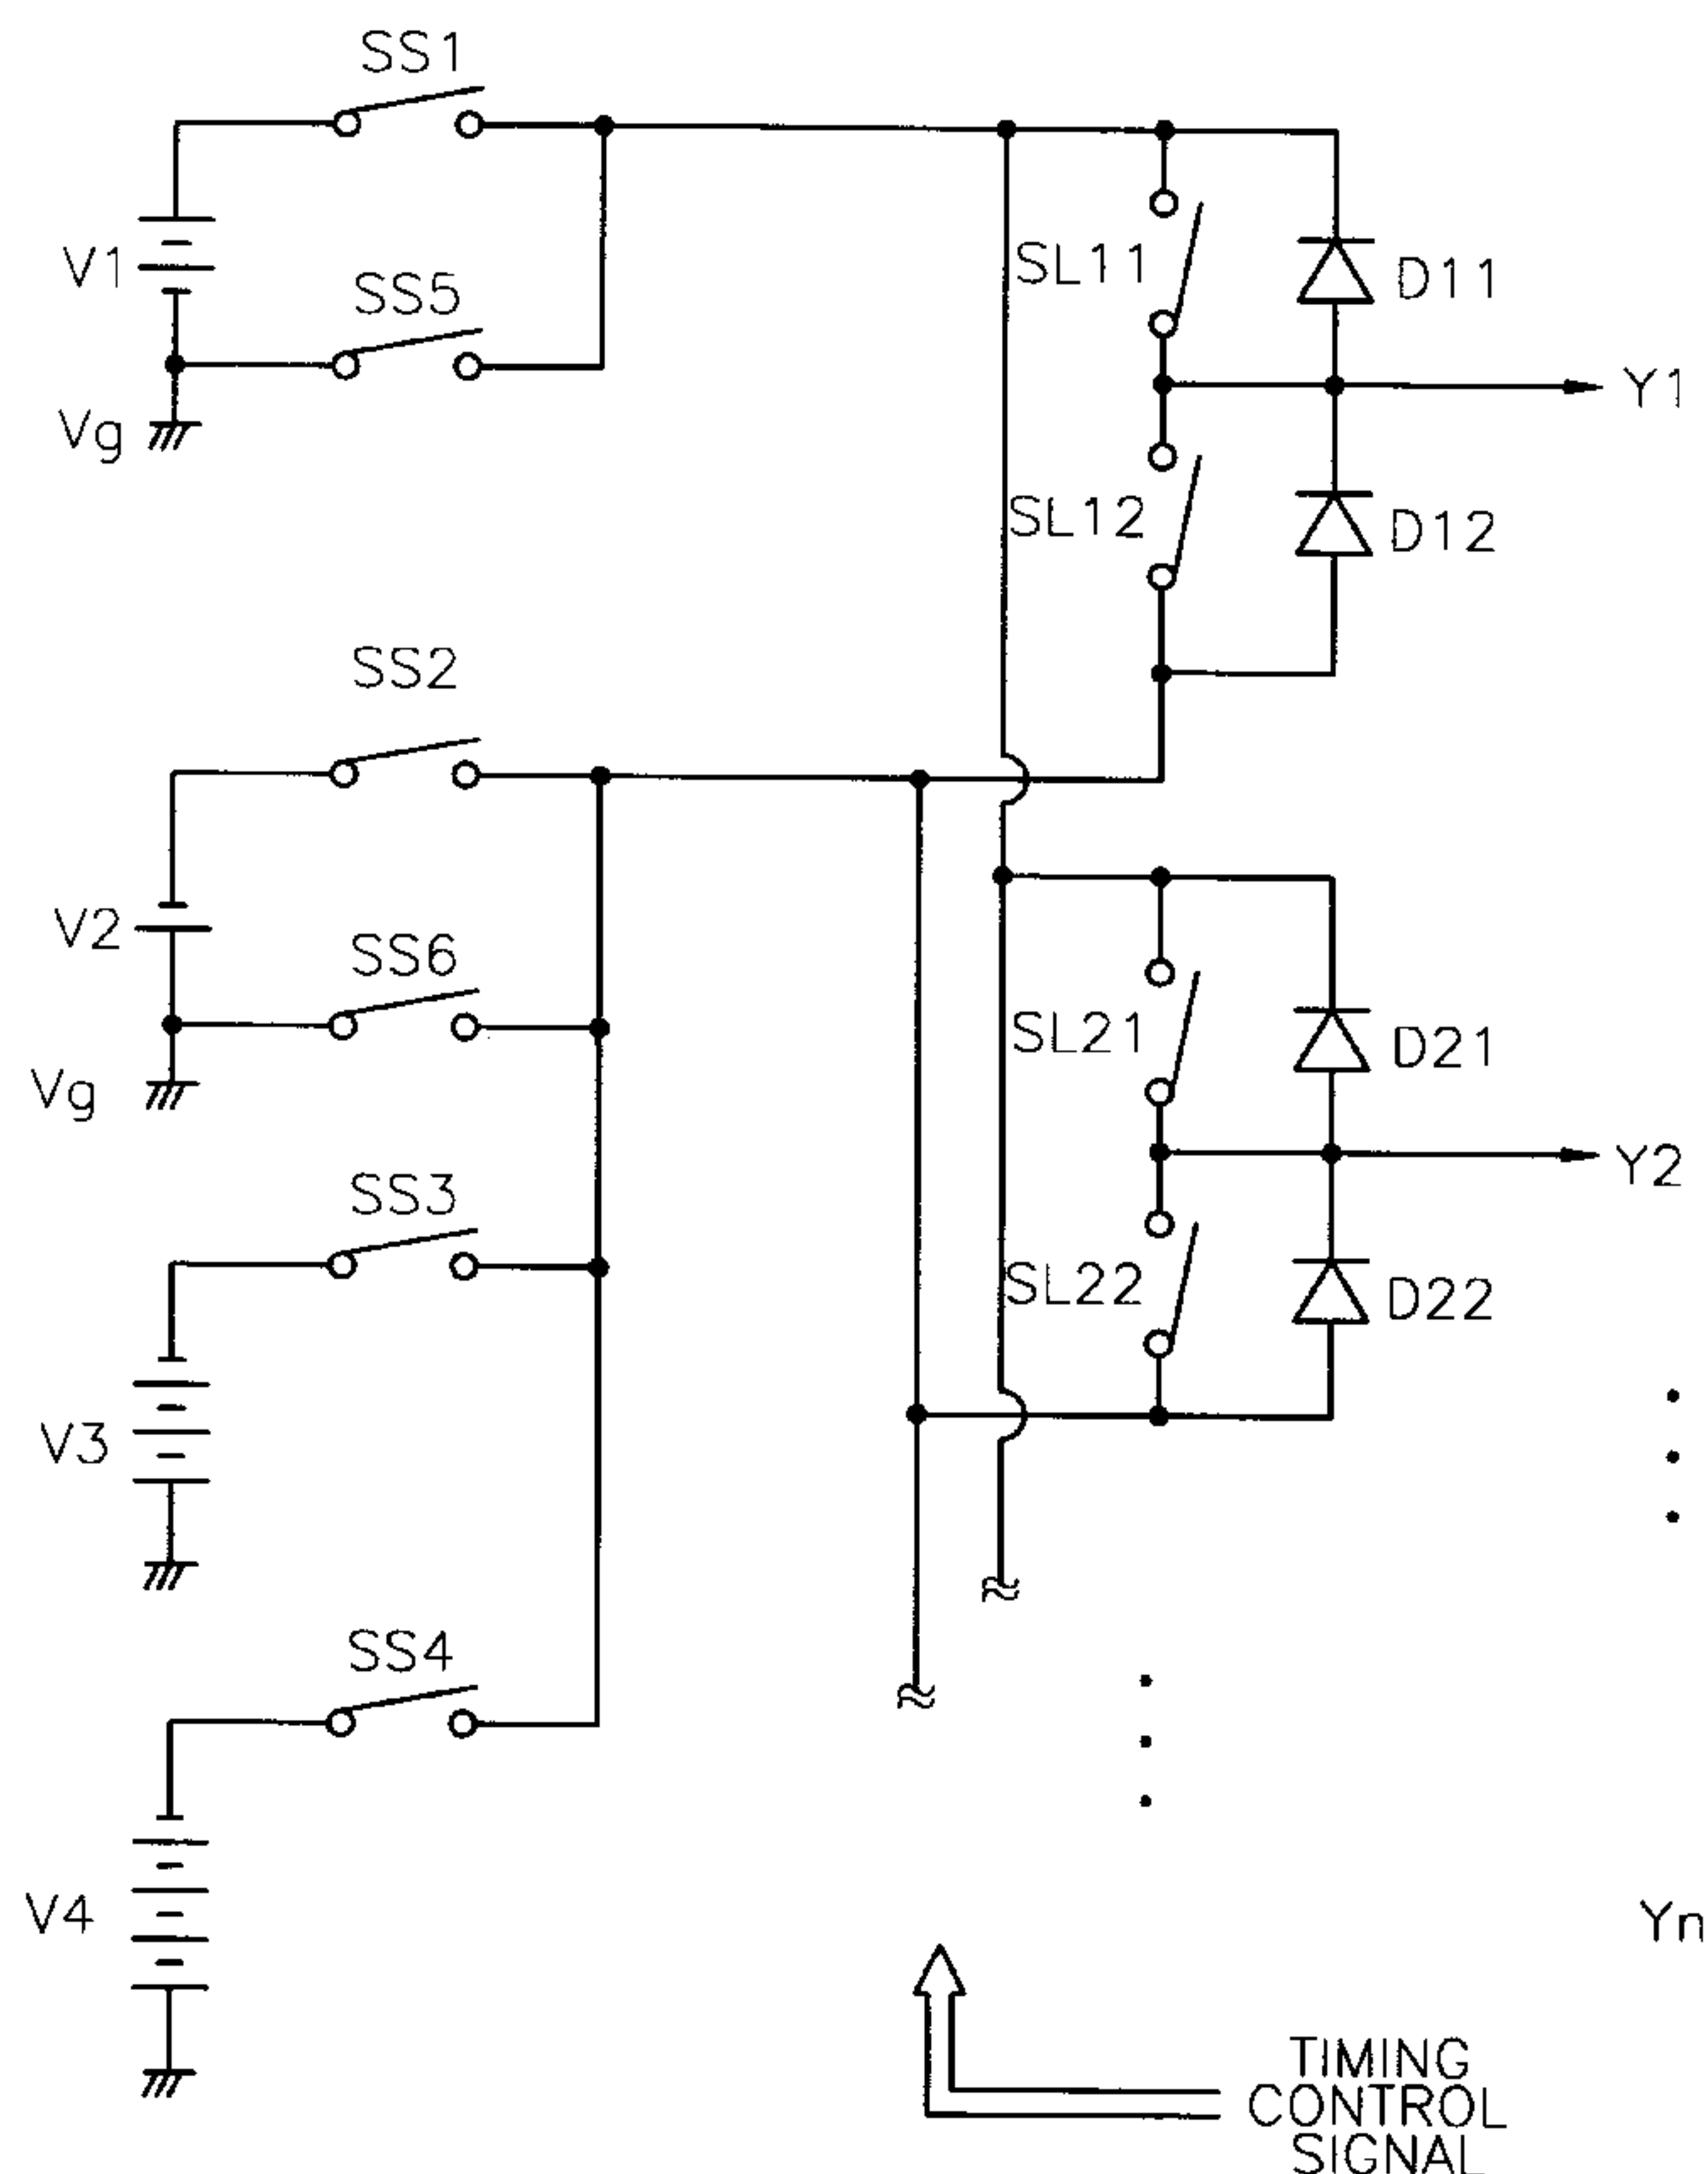 SS1
V1
SS5
Vg
SL11
D11
Y1
SL12
D12
SS2
V2
SS6
Vg
SL21
D21
Y2
SS3
SL22
D22
V3
SS4
V4
Yn
TIMING
CONTROL
SIGNAL